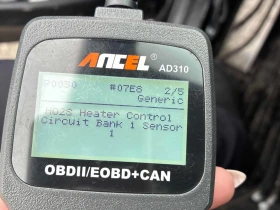 ANCEL
AD310
P0030 #07E8 2/5
Generic
HO2S Heater Control
Circuit Bank 1 Sensor
1
OBDII/EOBD+CAN